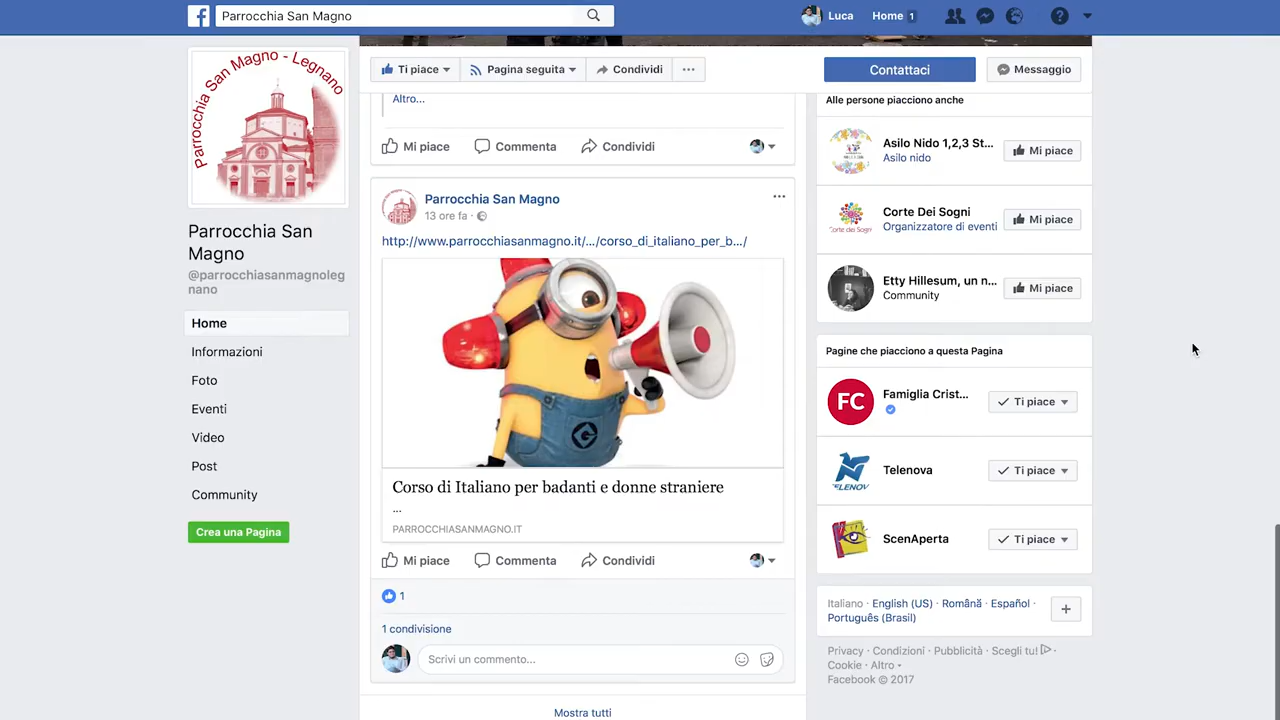 Parrocchia San Magno
Luca
Home 1
Parrocchia San Magno - Legnano
Parrocchia San
Magno
@parrocchiasanmagnoleg
nano
Home
Informazioni
Foto
Eventi
Video
Post
Community
Crea una Pagina
Ti piace
Pagina seguita
Condividi
Contattaci
Messaggio
Altro...
Mi piace
Commenta
Condividi
Parrocchia San Magno
13 ore fa ·
http://www.parrocchiasanmagno.it/.../corso_di_italiano_per_b.../
Corso di Italiano per badanti e donne straniere
...
PARROCCHIASANMAGNO.IT
Mi piace
Commenta
Condividi
1
1 condivisione
Scrivi un commento...
Mostra tutti
Alle persone piacciono anche
Asilo Nido 1,2,3 St...
Asilo nido
Mi piace
Corte Dei Sogni
Organizzatore di eventi
Mi piace
Etty Hillesum, un n...
Community
Mi piace
Pagine che piacciono a questa Pagina
FC
Famiglia Crist...
Ti piace
TELENOV
Telenova
Ti piace
ScenAperta
Ti piace
Italiano · English (US) · Română · Español ·
Português (Brasil)
Privacy · Condizioni · Pubblicità · Scegli tu! ·
Cookie · Altro
Facebook © 2017